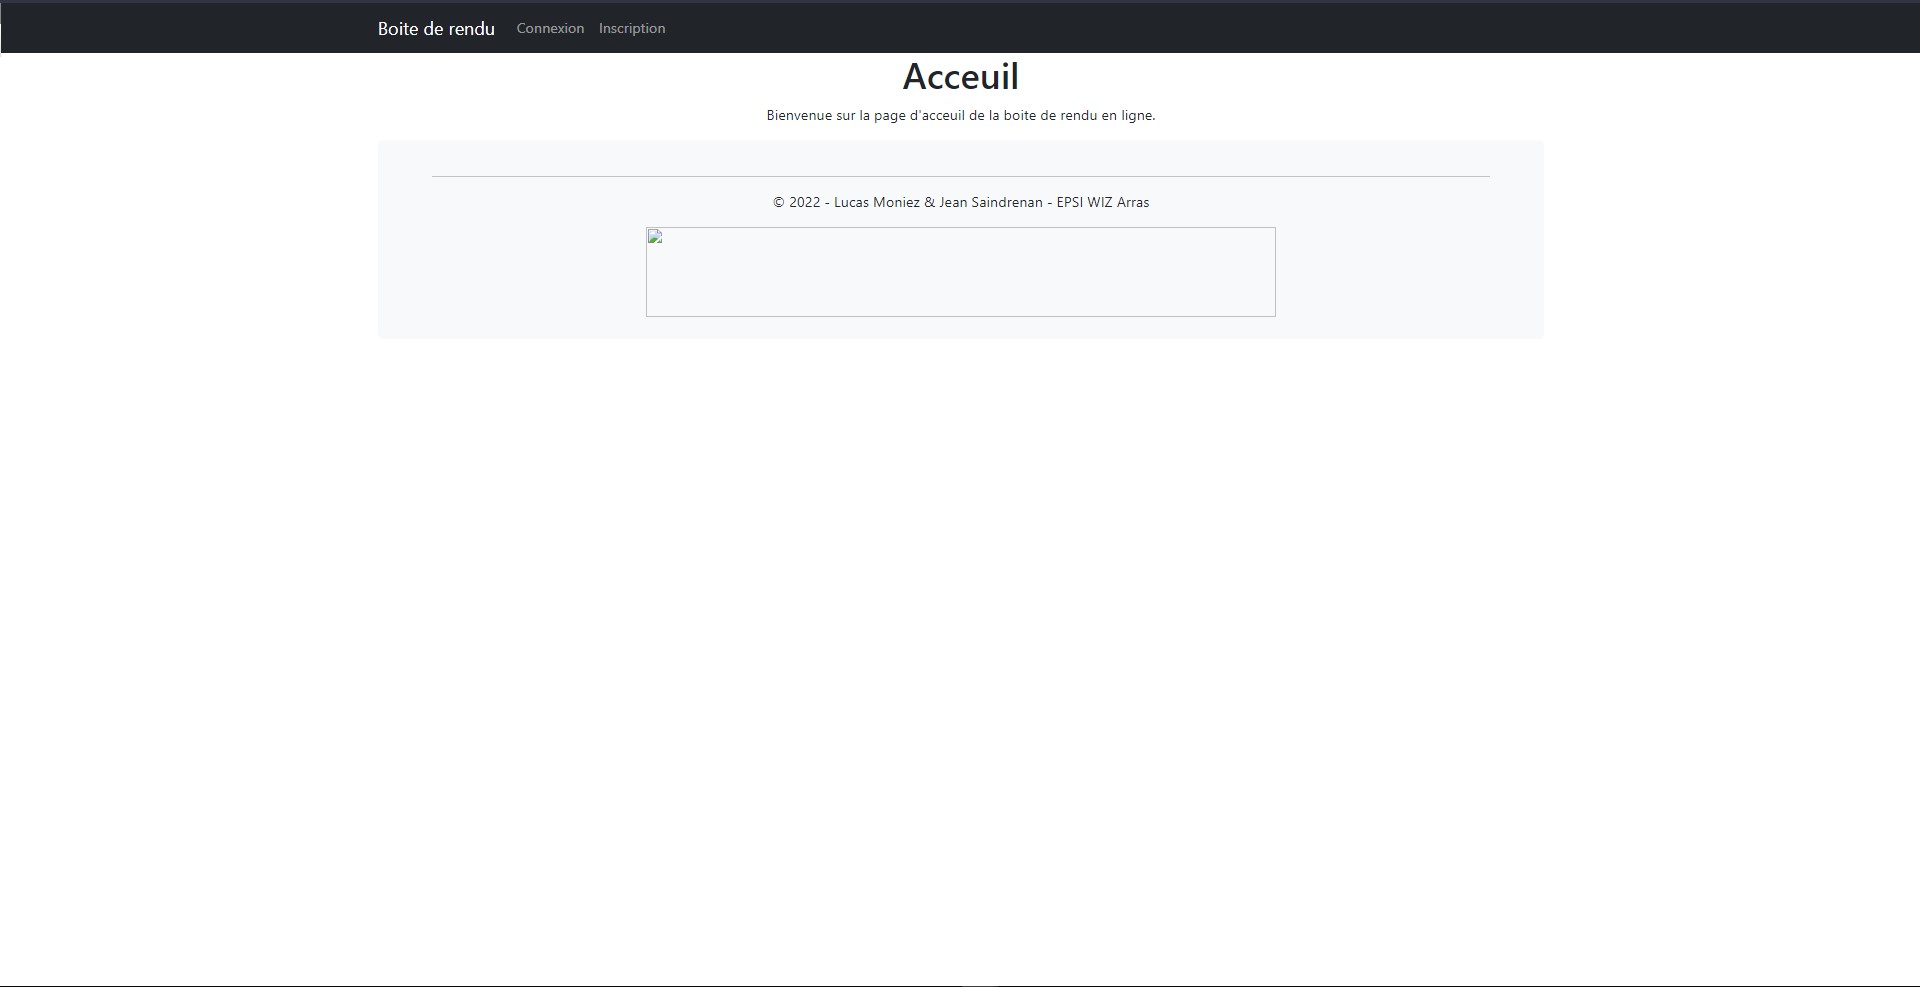 Boite de rendu Connexion Inscription
Acceuil
Bienvenue sur la page d'acceuil de la boite de rendu en ligne.
© 2022 - Lucas Moniez & Jean Saindrenan - EPSI WIZ Arras